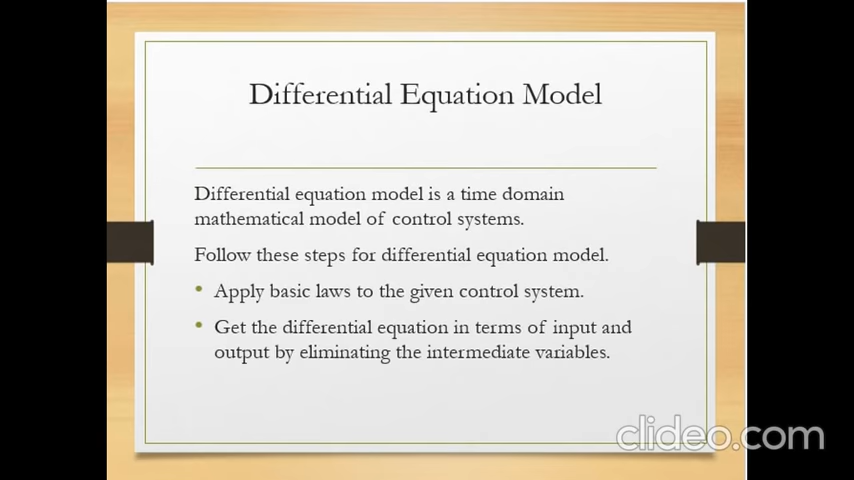 Differential Equation Model
Differential equation model is a time domain
mathematical model of control systems.
Follow these steps for differential equation model.
• Apply basic laws to the given control system.
• Get the differential equation in terms of input and
output by eliminating the intermediate variables.
clideo.com